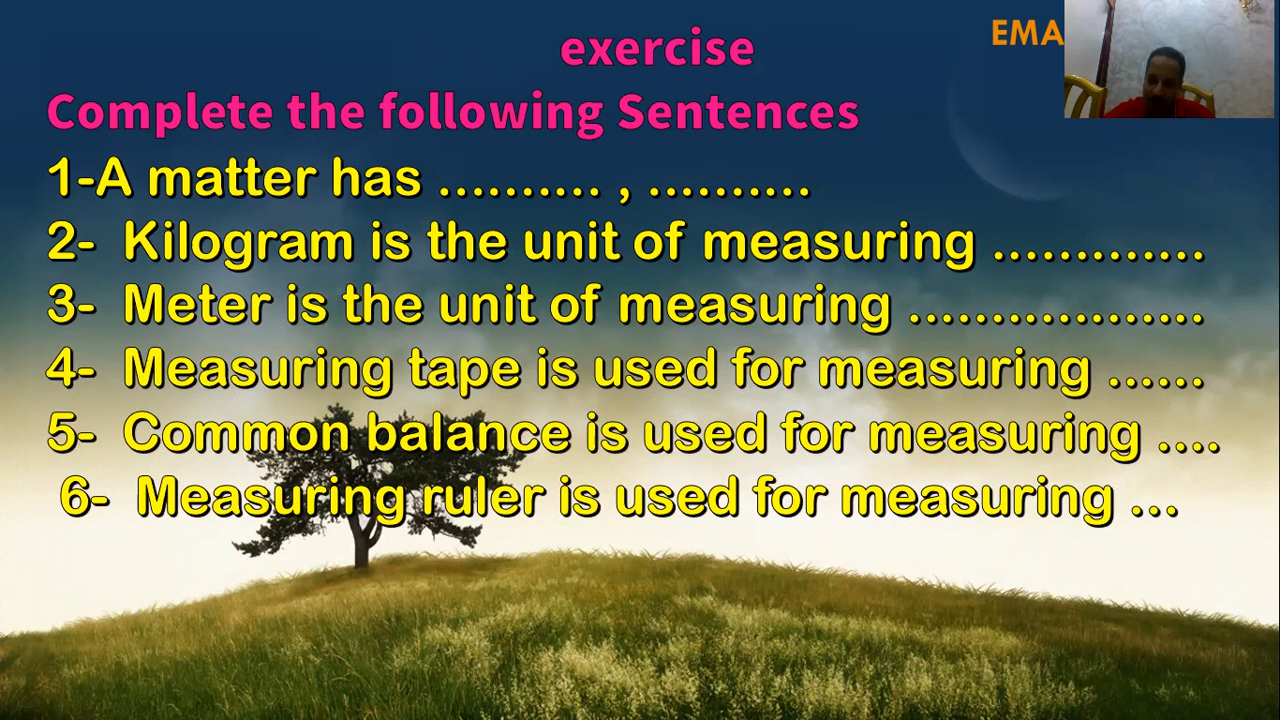 exercise
EMA
Complete the following Sentences
1-A matter has .......... , ..........
2- Kilogram is the unit of measuring .............
3- Meter is the unit of measuring ..................
4- Measuring tape is used for measuring ......
5- Common balance is used for measuring ....
6- Measuring ruler is used for measuring ...